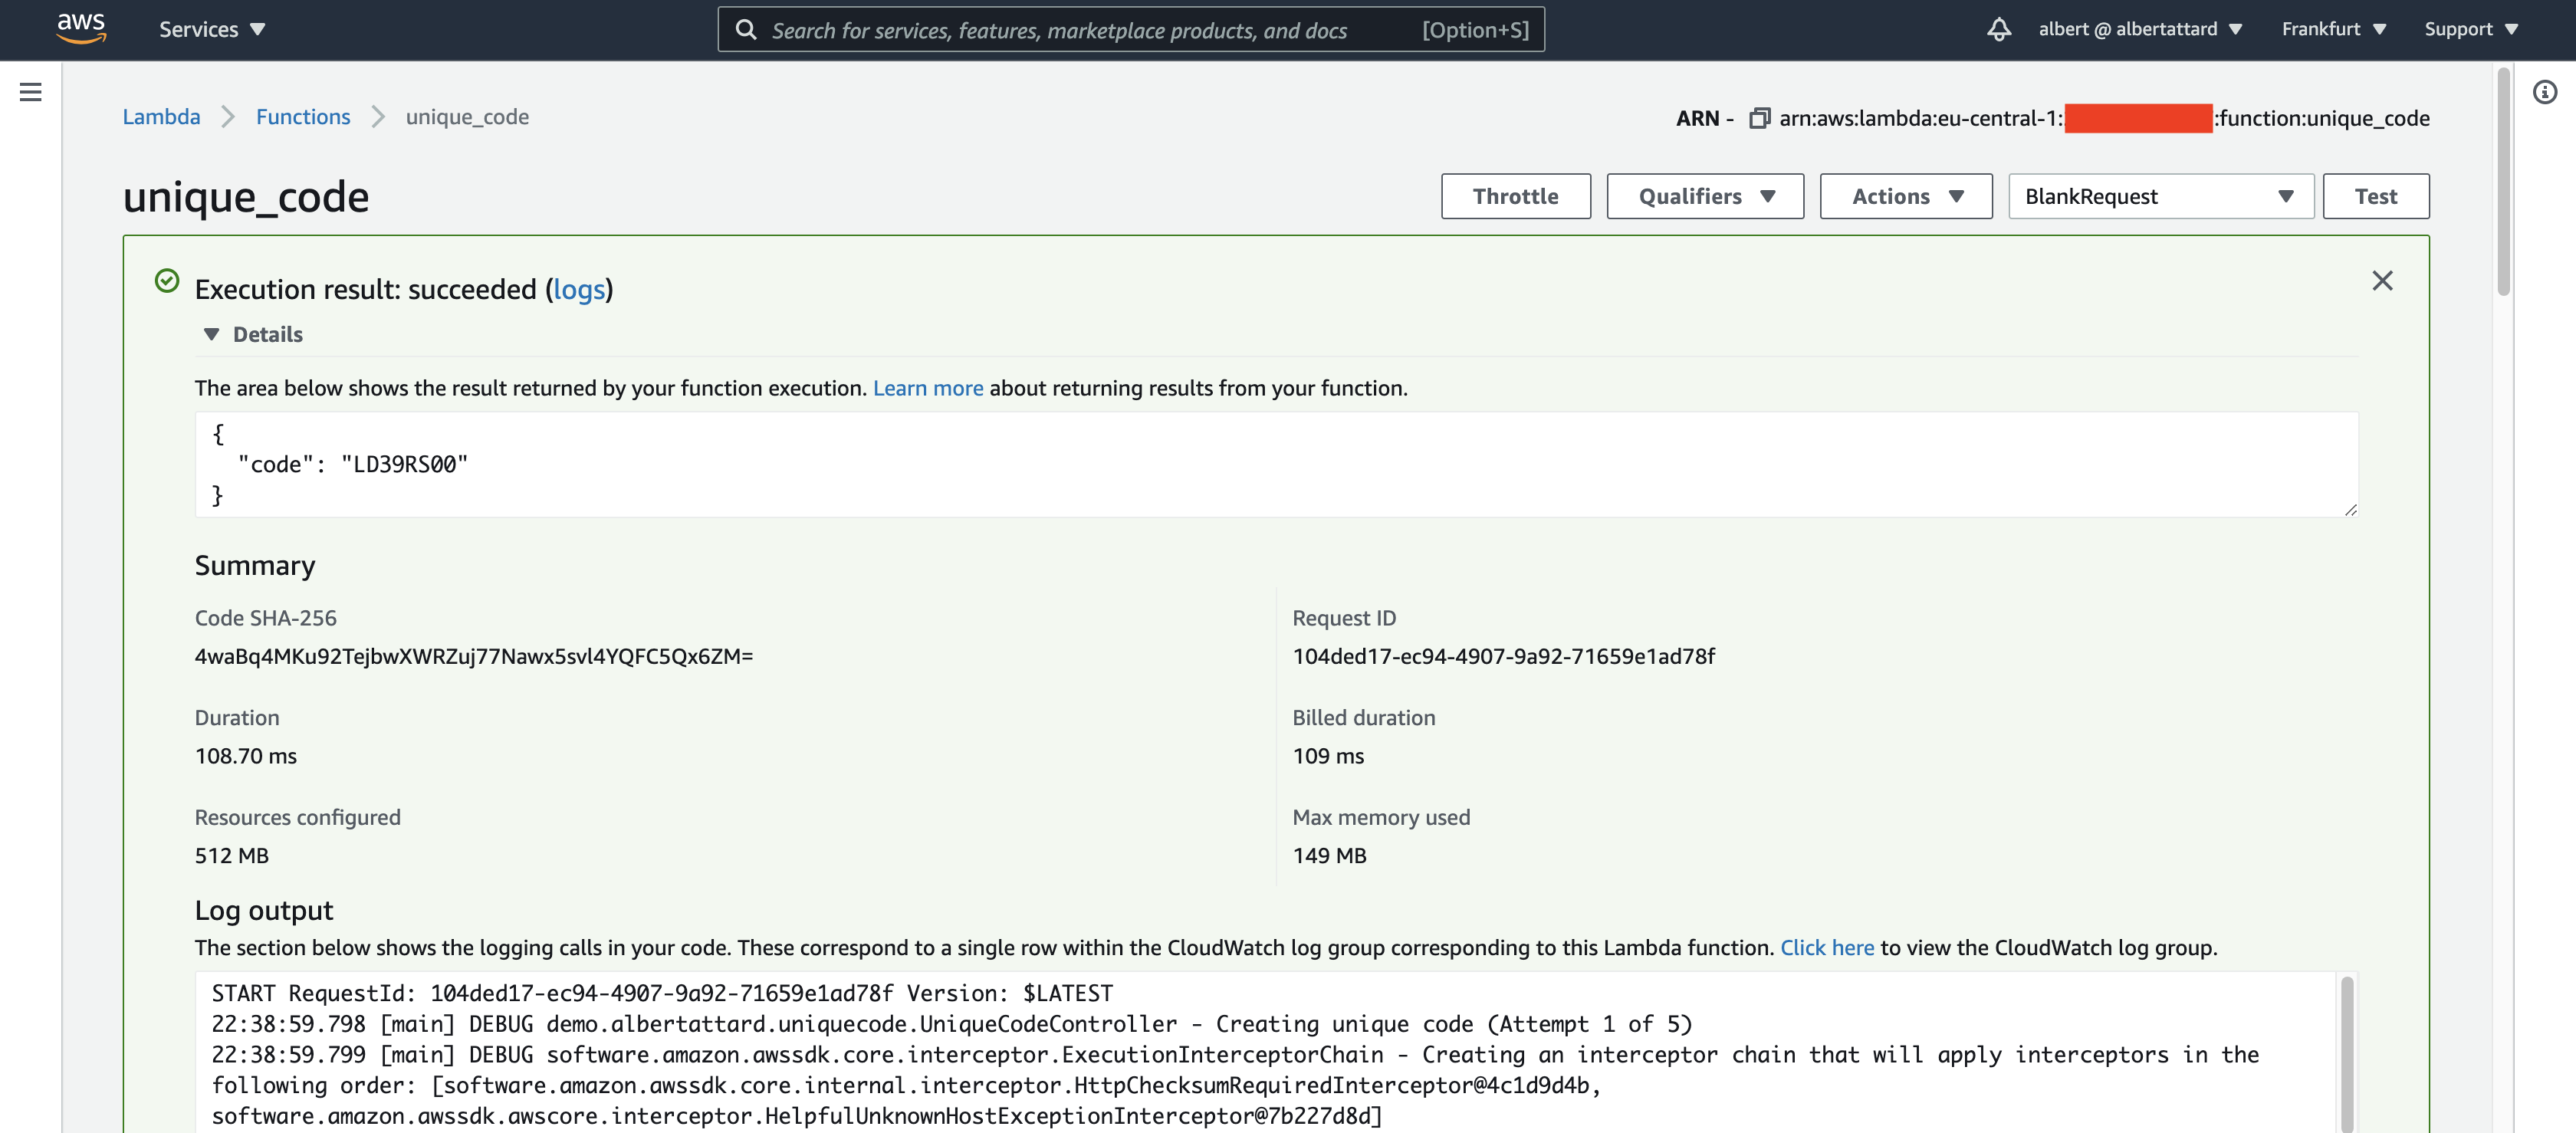 aws Services Search for services, features, marketplace products, and docs [Option+S] albert @ albertattard Frankfurt Support
Lambda Functions unique_code ARN - arn:aws:lambda:eu-central-1: :function:unique_code
unique_code Throttle Qualifiers Actions BlankRequest Test
Execution result: succeeded (logs)
Details
The area below shows the result returned by your function execution. Learn more about returning results from your function.
{
"code": "LD39RS00"
}
Summary
Code SHA-256
4waBq4MKu92TejbwXWRZuj77Nawx5svl4YQFC5Qx6ZM=
Request ID
104ded17-ec94-4907-9a92-71659e1ad78f
Duration
108.70 ms
Billed duration
109 ms
Resources configured
512 MB
Max memory used
149 MB
Log output
The section below shows the logging calls in your code. These correspond to a single row within the CloudWatch log group corresponding to this Lambda function. Click here to view the CloudWatch log group.
START RequestId: 104ded17-ec94-4907-9a92-71659e1ad78f Version: $LATEST
22:38:59.798 [main] DEBUG demo.albertattard.uniquecode.UniqueCodeController - Creating unique code (Attempt 1 of 5)
22:38:59.799 [main] DEBUG software.amazon.awssdk.core.interceptor.ExecutionInterceptorChain - Creating an interceptor chain that will apply interceptors in the
following order: [software.amazon.awssdk.core.internal.interceptor.HttpChecksumRequiredInterceptor@4c1d9d4b,
software.amazon.awssdk.awscore.interceptor.HelpfulUnknownHostExceptionInterceptor@7b227d8d]